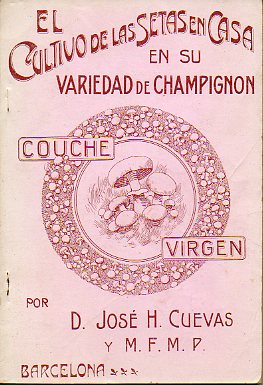 EL
CULTIVO DE LAS SETAS EN CASA
EN SU
VARIEDAD DE CHAMPIGNON
COUCHE
VIRGEN
POR
D. JOSÉ H. CUEVAS
Y M. F. M. P.
BARCELONA